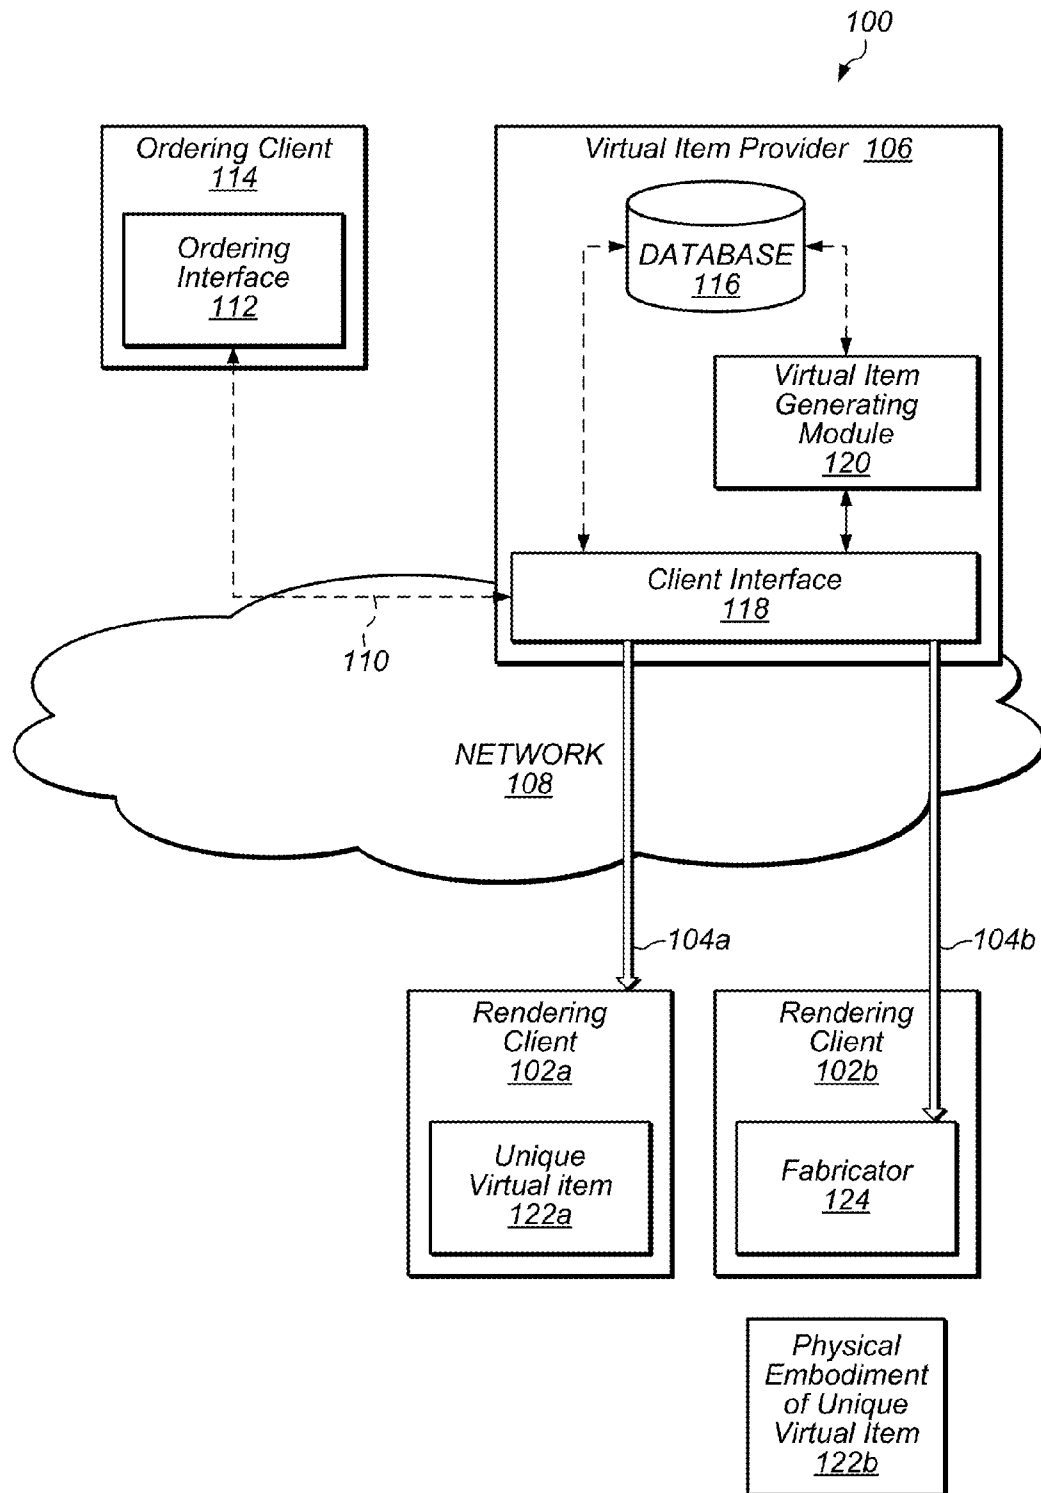 100
Ordering Client
114
Ordering
Interface
112
Virtual Item Provider 106
DATABASE
116
Virtual Item
Generating
Module
120
Client Interface
118
110
NETWORK
108
104a
104b
Rendering
Client
102a
Unique
Virtual item
122a
Rendering
Client
102b
Fabricator
124
Physical
Embodiment
of Unique
Virtual Item
122b